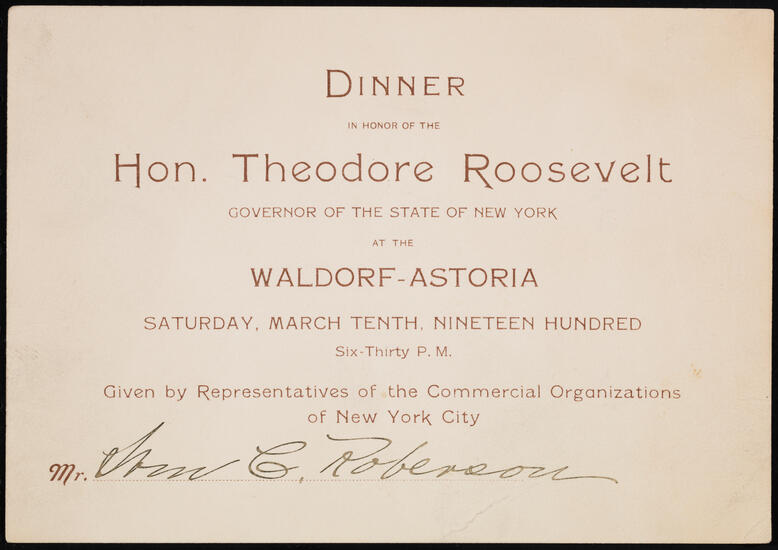 DINNER
IN HONOR OF THE
Hon. Theodore Roosevelt
GOVERNOR OF THE STATE OF NEW YORK
AT THE
WALDORF-ASTORIA
SATURDAY, MARCH TENTH, NINETEEN HUNDRED
Six-Thirty P. M.
Given by Representatives of the Commercial Organizations
of New York City
Mr. Wm C. Roberson